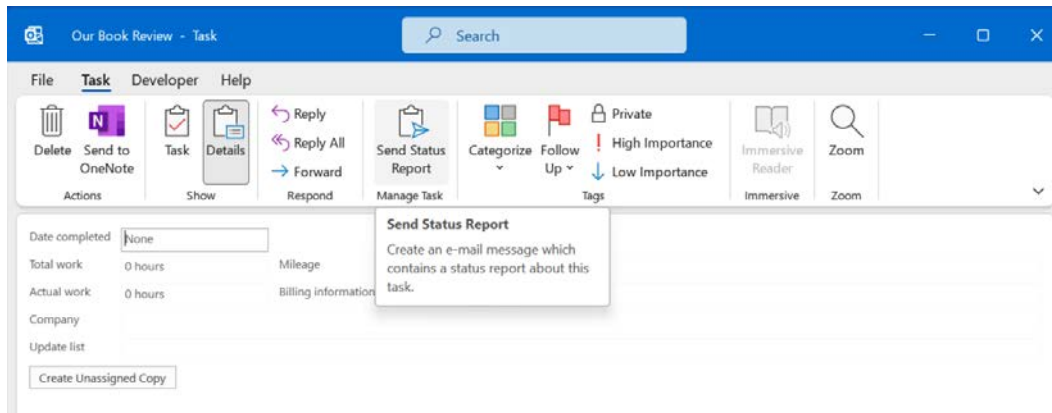 Our Book Review - Task
Search
File Task Developer Help
Delete
Send to
OneNote
Actions
Task
Details
Show
Reply
Reply All
Forward
Respond
Send Status
Report
Manage Task
Categorize
Follow
Up
Private
High Importance
Low Importance
Tags
Immersive
Reader
Immersive
Zoom
Zoom
Send Status Report
Create an e-mail message which
contains a status report about this
task.
Date completed None
Total work 0 hours Mileage
Actual work 0 hours Billing information
Company
Update list
Create Unassigned Copy